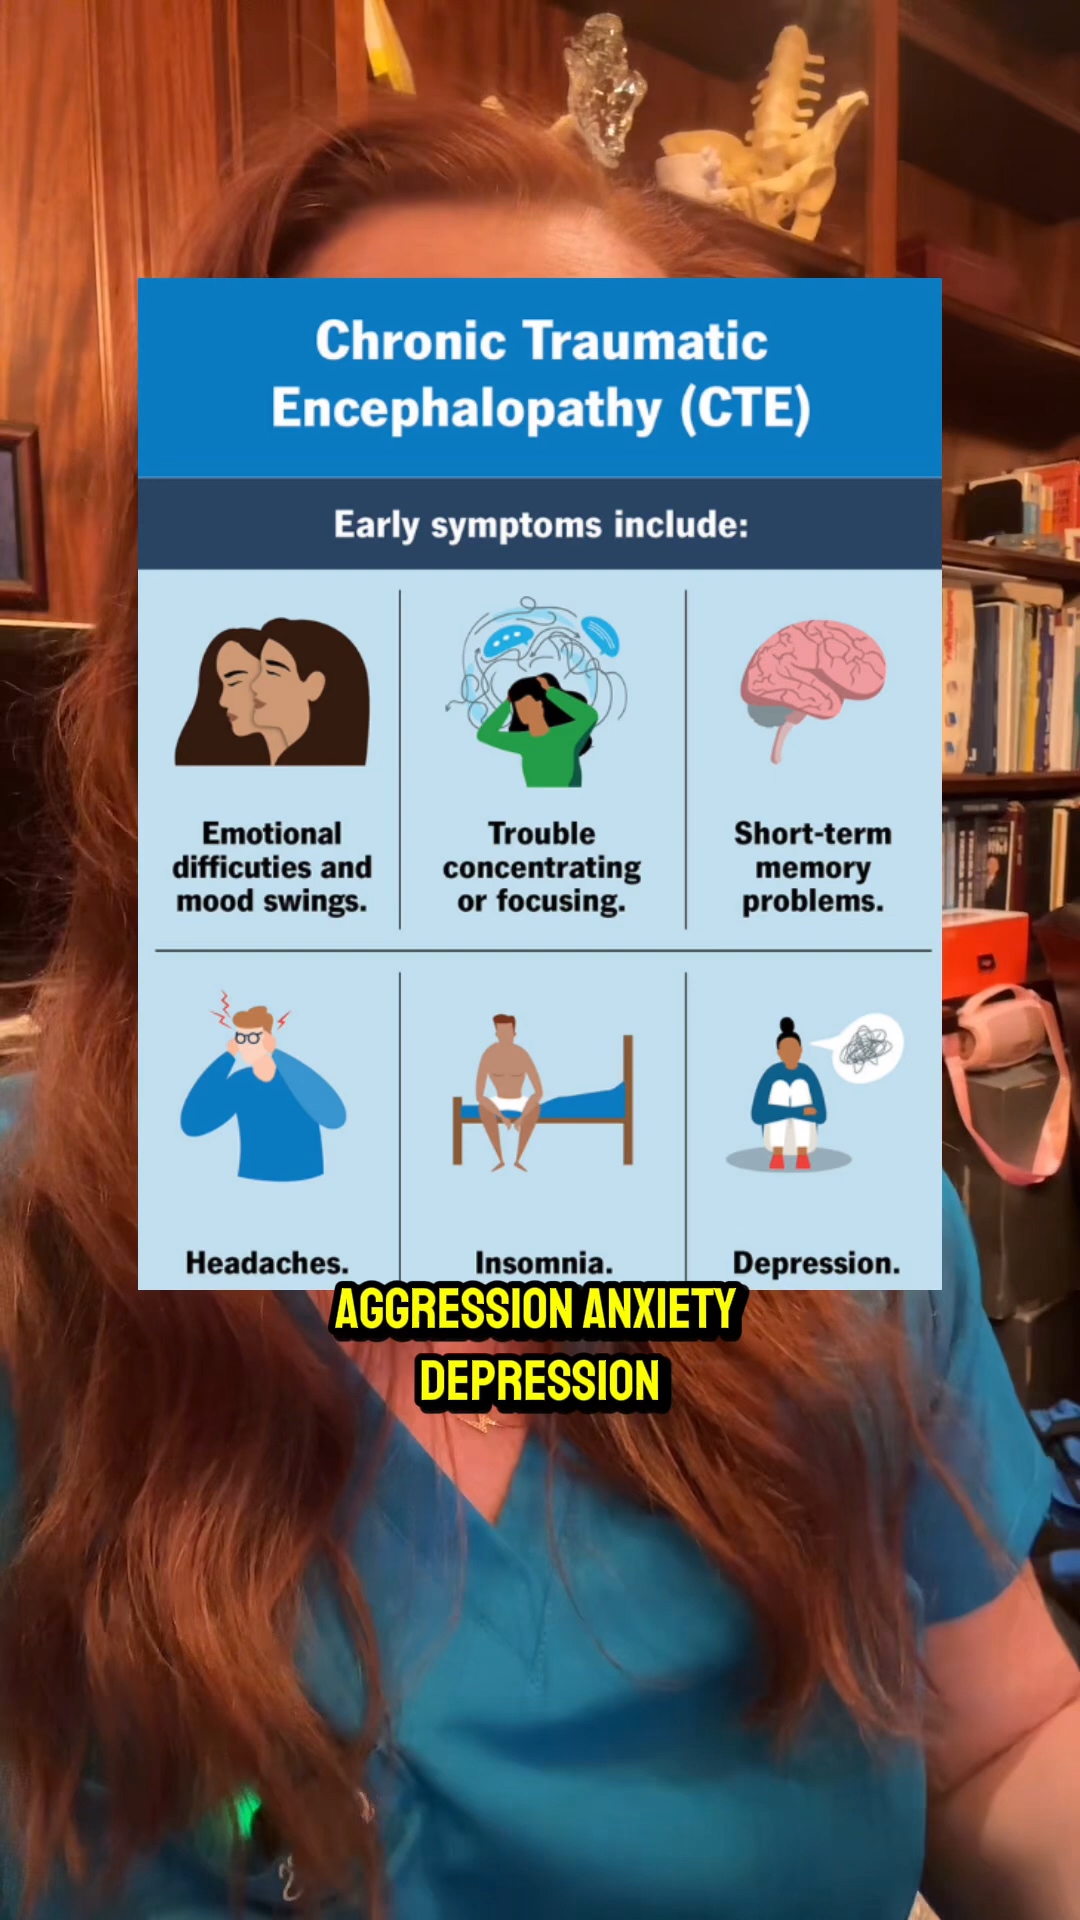 Chronic Traumatic
Encephalopathy (CTE)
Early symptoms include:
Emotional
difficuties and
mood swings.
Trouble
concentrating
or focusing.
Short-term
memory
problems.
Headaches.
Insomnia.
Depression.
AGGRESSION ANXIETY
DEPRESSION